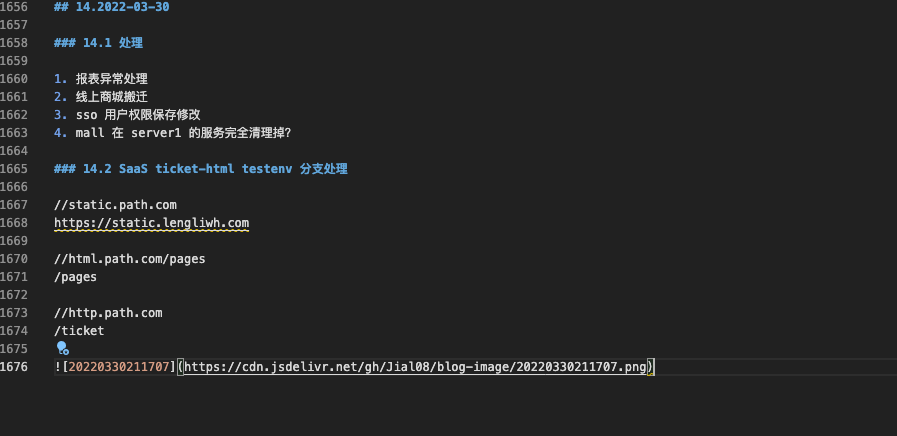 1656 ## 14.2022-03-30
1657
1658 ### 14.1 处理
1659
1660 1. 报表异常处理
1661 2. 线上商城搬迁
1662 3. sso 用户权限保存修改
1663 4. mall 在 server1 的服务完全清理掉?
1664
1665 ### 14.2 SaaS ticket-html testenv 分支处理
1666
1667 //static.path.com
1668 https://static.lengliwh.com
1669
1670 //html.path.com/pages
1671 /pages
1672
1673 //http.path.com
1674 /ticket
1675
1676 ![20220330211707](https://cdn.jsdelivr.net/gh/Jial08/blog-image/20220330211707.png)